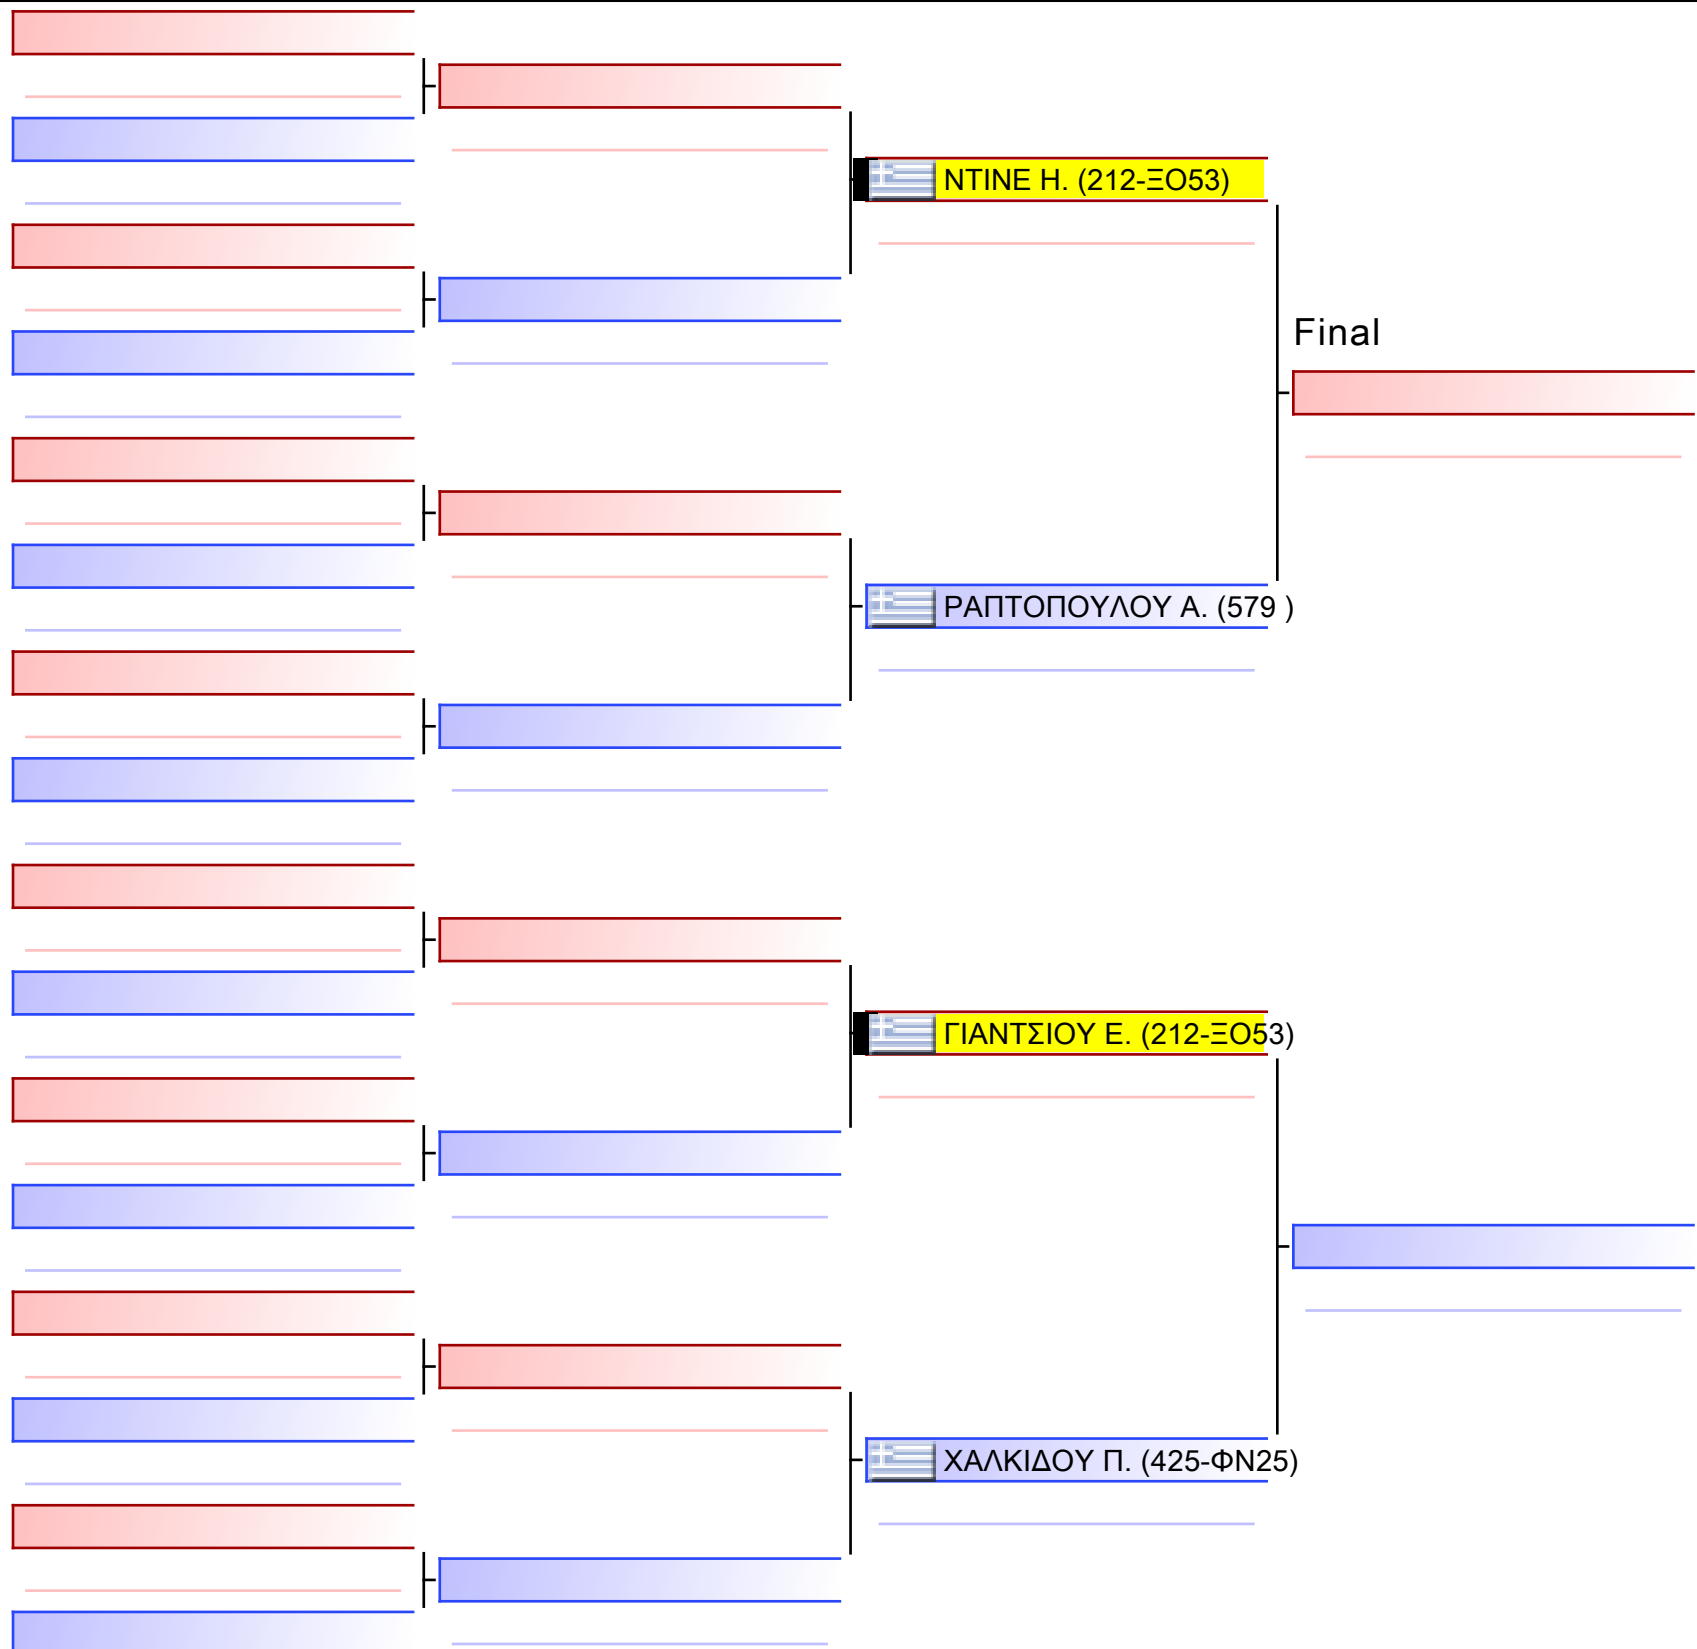 ΝΤΙΝΕ Η. (212-ΞΟ53)
Final
ΡΑΠΤΟΠΟΥΛΟΥ Α. (579 )
ΓΙΑΝΤΣΙΟΥ Ε. (212-ΞΟ53)
ΧΑΛΚΙΔΟΥ Π. (425-ΦΝ25)